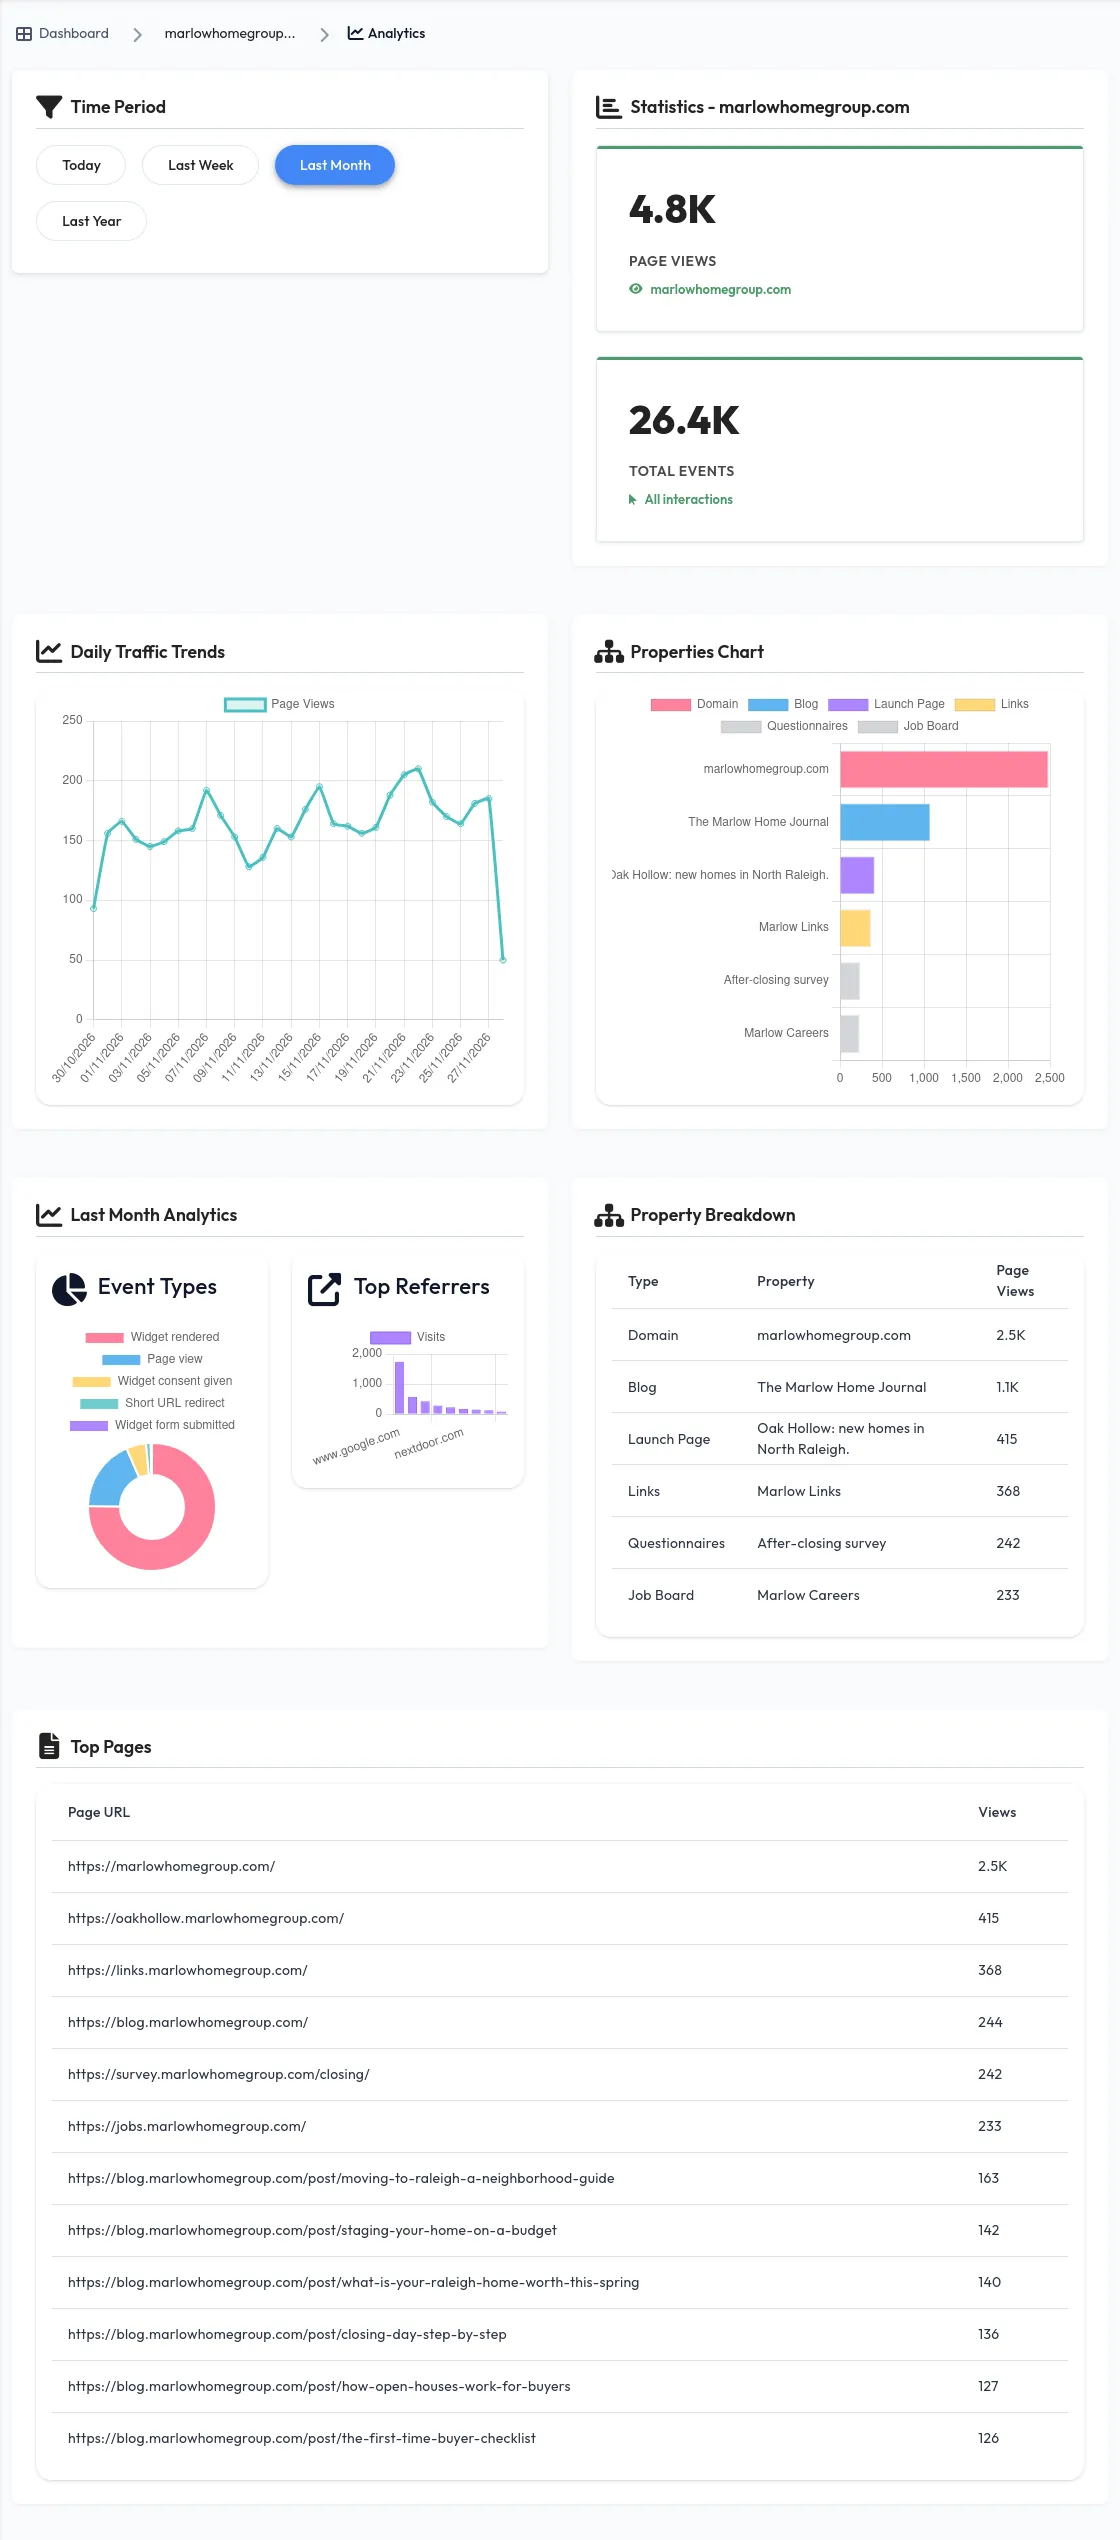 Dashboard
marlowhomegroup...
Analytics
Time Period
Today
Last Week
Last Month
Last Year
Statistics - marlowhomegroup.com
4.8K
PAGE VIEWS
marlowhomegroup.com
26.4K
TOTAL EVENTS
All interactions
Daily Traffic Trends
Page Views
250
200
150
100
50
0
30/10/2026
01/11/2026
03/11/2026
05/11/2026
07/11/2026
09/11/2026
11/11/2026
13/11/2026
15/11/2026
17/11/2026
19/11/2026
21/11/2026
23/11/2026
25/11/2026
27/11/2026
Properties Chart
Domain Blog Launch Page Links
Questionnaires Job Board
marlowhomegroup.com
The Marlow Home Journal
Oak Hollow: new homes in North Raleigh.
Marlow Links
After-closing survey
Marlow Careers
0 500 1,000 1,500 2,000 2,500
Last Month Analytics
Event Types
Widget rendered
Page view
Widget consent given
Short URL redirect
Widget form submitted
Top Referrers
Visits
2,000
1,000
0
www.google.com
nextdoor.com
Property Breakdown
Type Property Page Views
Domain marlowhomegroup.com 2.5K
Blog The Marlow Home Journal 1.1K
Launch Page Oak Hollow: new homes in North Raleigh. 415
Links Marlow Links 368
Questionnaires After-closing survey 242
Job Board Marlow Careers 233
Top Pages
Page URL Views
https://marlowhomegroup.com/ 2.5K
https://oakhollow.marlowhomegroup.com/ 415
https://links.marlowhomegroup.com/ 368
https://blog.marlowhomegroup.com/ 244
https://survey.marlowhomegroup.com/closing/ 242
https://jobs.marlowhomegroup.com/ 233
https://blog.marlowhomegroup.com/post/moving-to-raleigh-a-neighborhood-guide 163
https://blog.marlowhomegroup.com/post/staging-your-home-on-a-budget 142
https://blog.marlowhomegroup.com/post/what-is-your-raleigh-home-worth-this-spring 140
https://blog.marlowhomegroup.com/post/closing-day-step-by-step 136
https://blog.marlowhomegroup.com/post/how-open-houses-work-for-buyers 127
https://blog.marlowhomegroup.com/post/the-first-time-buyer-checklist 126